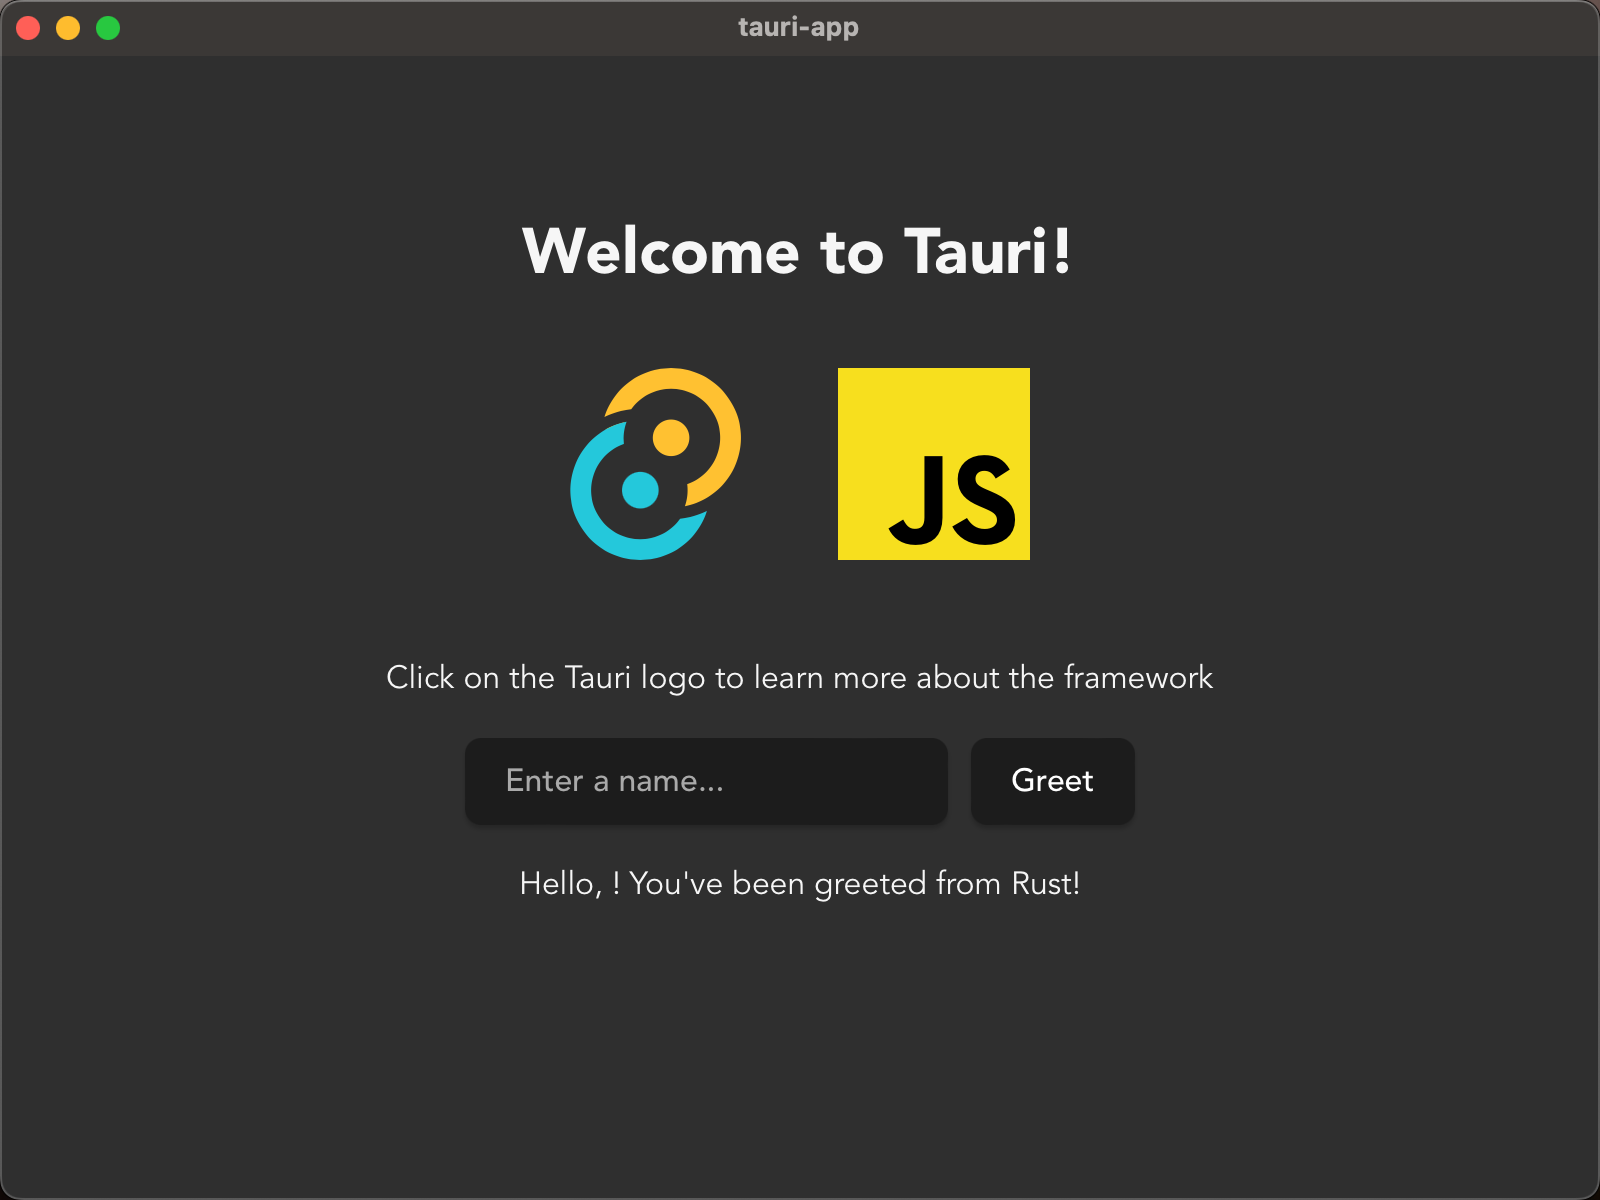 tauri-app
Welcome to Tauri!
JS
Click on the Tauri logo to learn more about the framework
Enter a name...
Greet
Hello, ! You've been greeted from Rust!